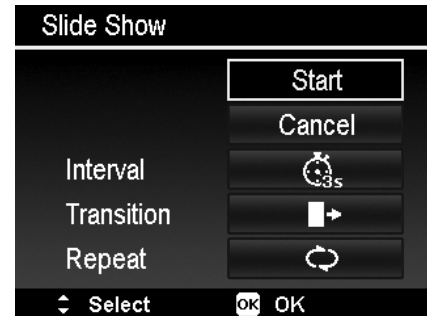 Slide Show
Start
Cancel
Interval
3s
Transition
Repeat
Select
OK OK